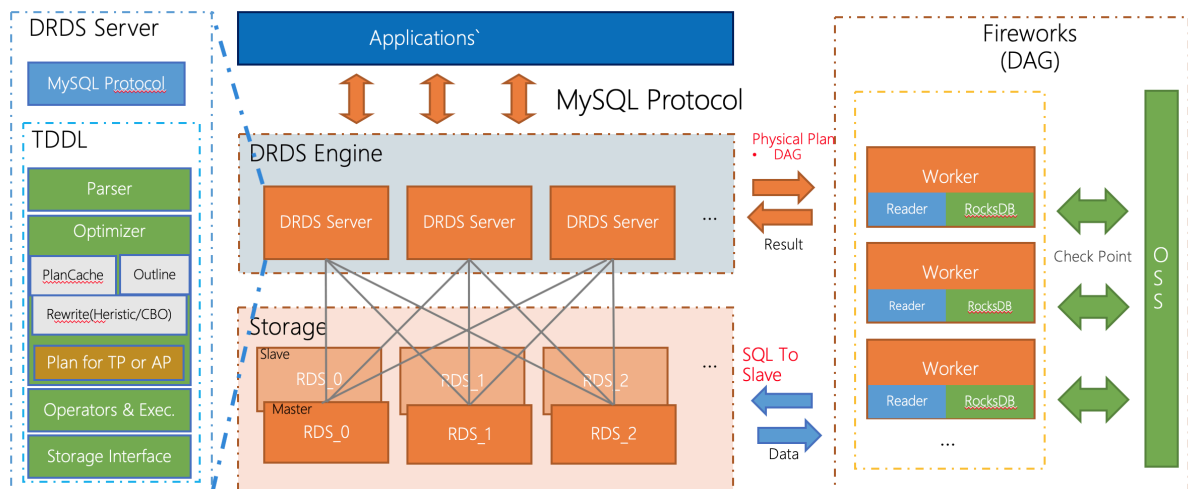 DRDS Server
MySQL Protocol
TDDL
Parser
Optimizer
PlanCache
Outline
Rewrite(Heristic/CBO)
Plan for TP or AP
Operators & Exec.
Storage Interface
Applications`
MySQL Protocol
DRDS Engine
DRDS Server
DRDS Server
DRDS Server
...
Storage
Slave
RDS_0
RDS_1
RDS_2
...
Master
RDS_0
RDS_1
RDS_2
Physical Plan
• DAG
Result
SQL To
Slave
Data
Fireworks
(DAG)
Worker
Reader
RocksDB
Worker
Reader
RocksDB
Worker
Reader
RocksDB
...
Check Point
O
S
S